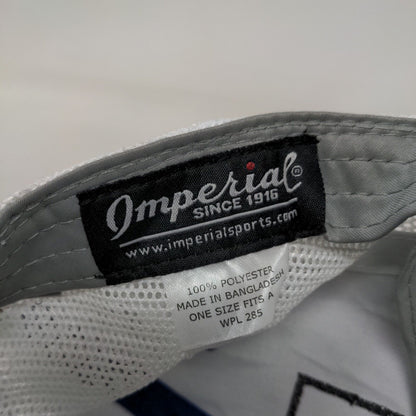 Imperial®
SINCE 1916
www.imperialsports.com
100% POLYESTER
MADE IN BANGLADESH
ONE SIZE FITS A
WPL 285